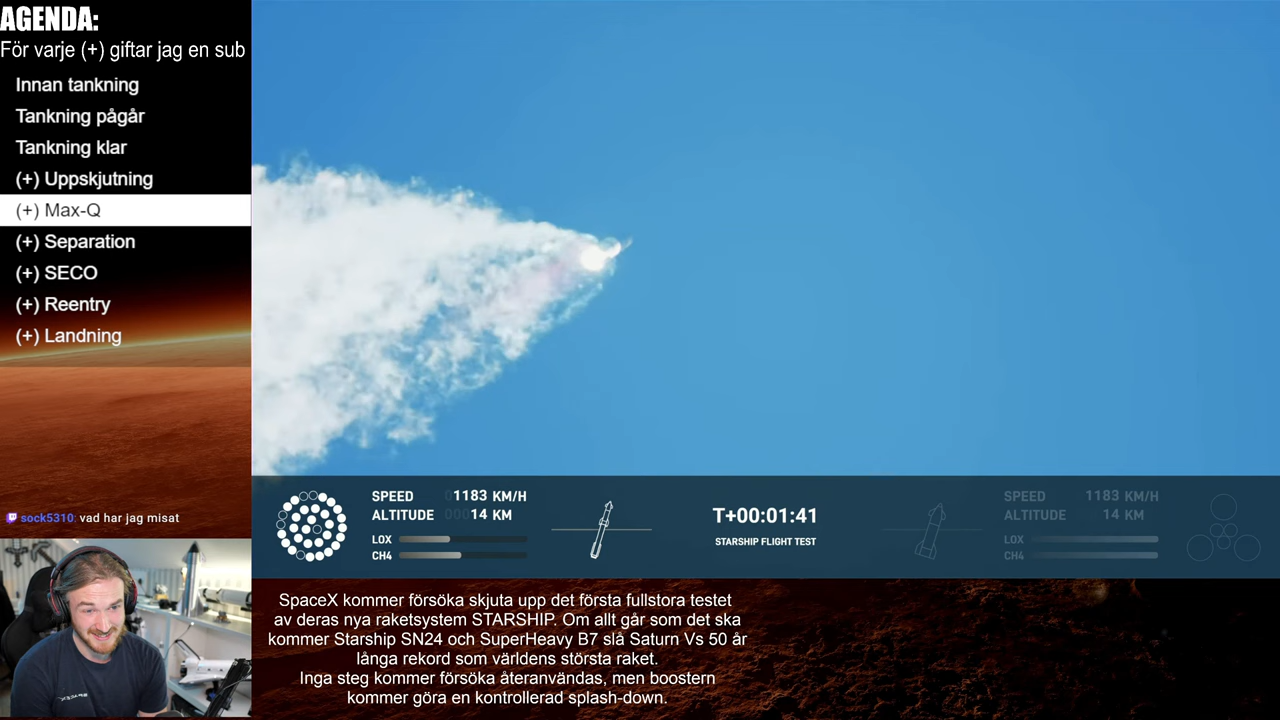 AGENDA:
För varje (+) giftar jag en sub
Innan tankning
Tankning pågår
Tankning klar
(+) Uppskjutning
(+) Max-Q
(+) Separation
(+) SECO
(+) Reentry
(+) Landning
sock5310: vad har jag misat
SPEED 1183 KM/H
ALTITUDE 00014 KM
LOX
CH4
T+00:01:41
STARSHIP FLIGHT TEST
SPEED 1183 KM/H
ALTITUDE 14 KM
LOX
CH4
SpaceX kommer försöka skjuta upp det första fullstora testet
av deras nya raketsystem STARSHIP. Om allt går som det ska
kommer Starship SN24 och SuperHeavy B7 slå Saturn Vs 50 år
långa rekord som världens största raket.
Inga steg kommer försöka återanvändas, men boostern
kommer göra en kontrollerad splash-down.